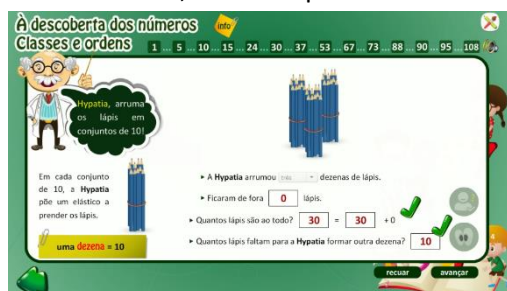 À descoberta dos números
info
Classes e ordens
1 ... 5 ... 10 ... 15 ... 24 ... 30 ... 37 ... 53 ... 67 ... 73 ... 88 ... 90 ... 95 ... 108
Hypatia, arruma
os lápis em
conjuntos de 10!
Em cada conjunto
de 10, a Hypatia
põe um elástico a
prender os lápis.
uma dezena = 10
▸ A Hypatia arrumou três dezenas de lápis.
▸ Ficaram de fora 0 lápis.
▸ Quantos lápis são ao todo? 30 = 30 + 0
▸ Quantos lápis faltam para a Hypatia formar outra dezena? 10
recuar
avançar